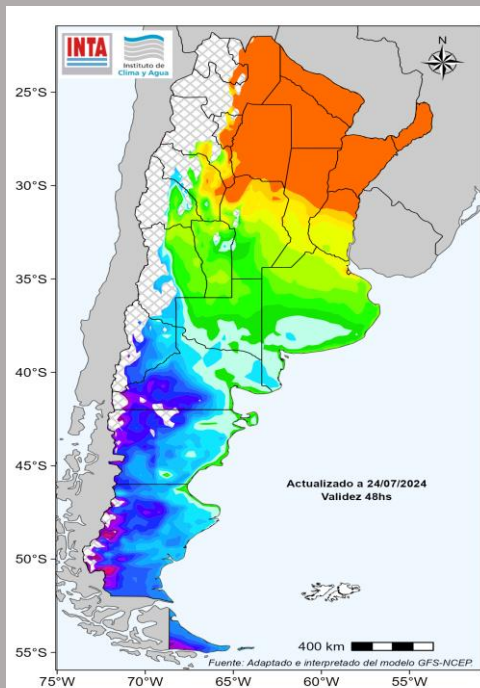 INTA
Instituto de
Clima y Agua
N
25°S
30°S
35°S
40°S
45°S
50°S
55°S
Actualizado a 24/07/2024
Validez 48hs
400 km
Fuente: Adaptado e interpretado del modelo GFS-NCEP.
75°W
70°W
65°W
60°W
55°W